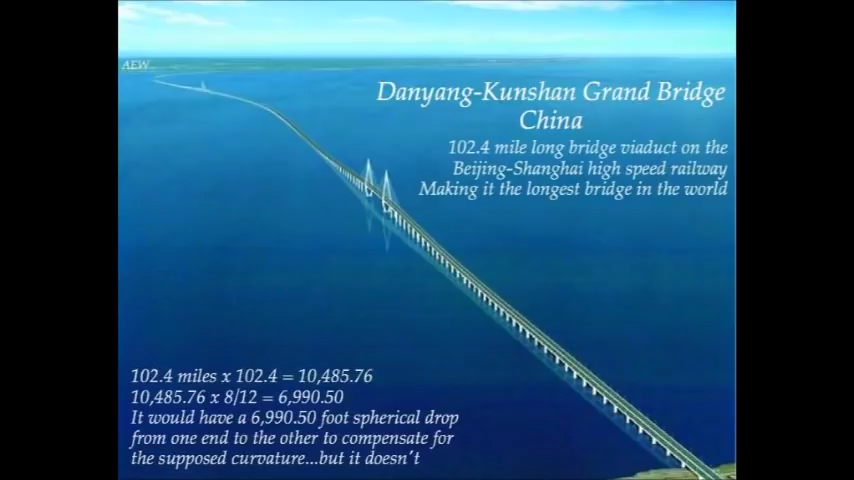 AEW
Danyang-Kunshan Grand Bridge
China
102.4 mile long bridge viaduct on the
Beijing-Shanghai high speed railway
Making it the longest bridge in the world
102.4 miles x 102.4 = 10,485.76
10,485.76 x 8/12 = 6,990.50
It would have a 6,990.50 foot spherical drop
from one end to the other to compensate for
the supposed curvature...but it doesn't